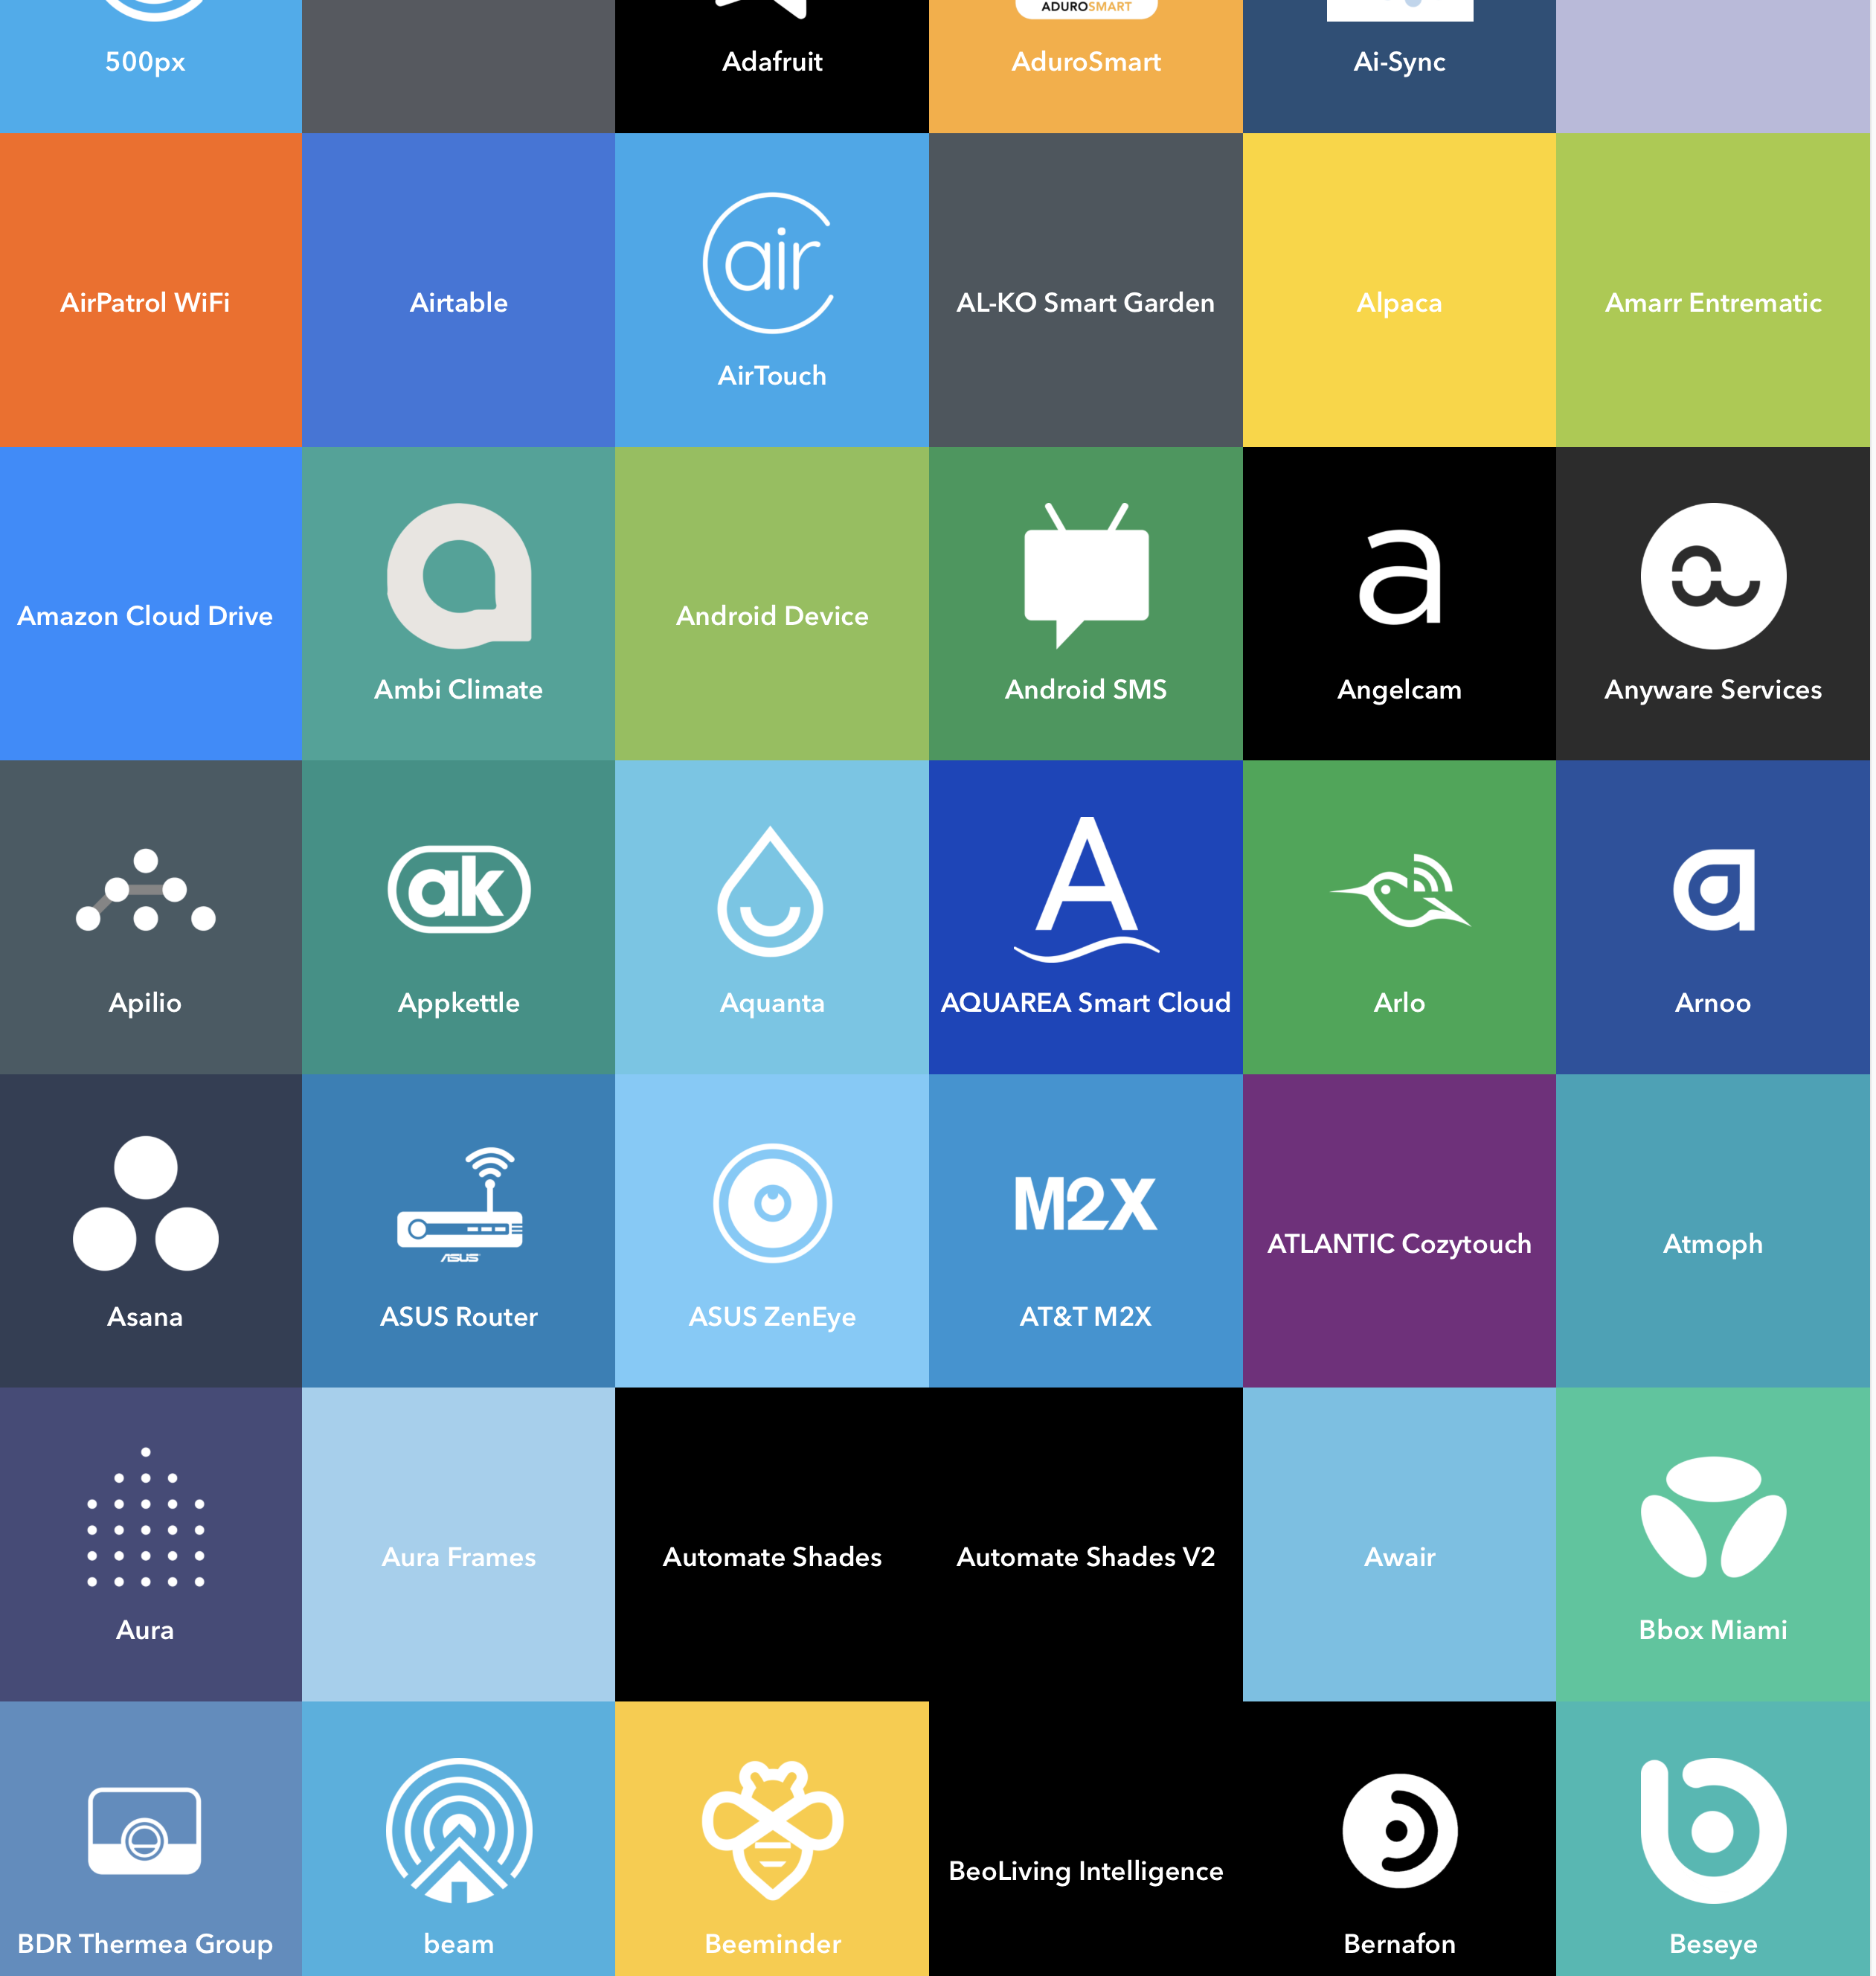 ADUROSMART
500px
Adafruit
AduroSmart
Ai-Sync
AirPatrol WiFi
Airtable
air
AirTouch
AL-KO Smart Garden
Alpaca
Amarr Entrematic
Amazon Cloud Drive
Ambi Climate
Android Device
Android SMS
a
Angelcam
Anyware Services
Apilio
ak
Appkettle
Aquanta
A
AQUAREA Smart Cloud
Arlo
Arnoo
Asana
ASUS
ASUS Router
ASUS ZenEye
M2X
AT&T M2X
ATLANTIC Cozytouch
Atmoph
Aura
Aura Frames
Automate Shades
Automate Shades V2
Awair
Bbox Miami
BDR Thermea Group
beam
Beeminder
BeoLiving Intelligence
Bernafon
Beseye